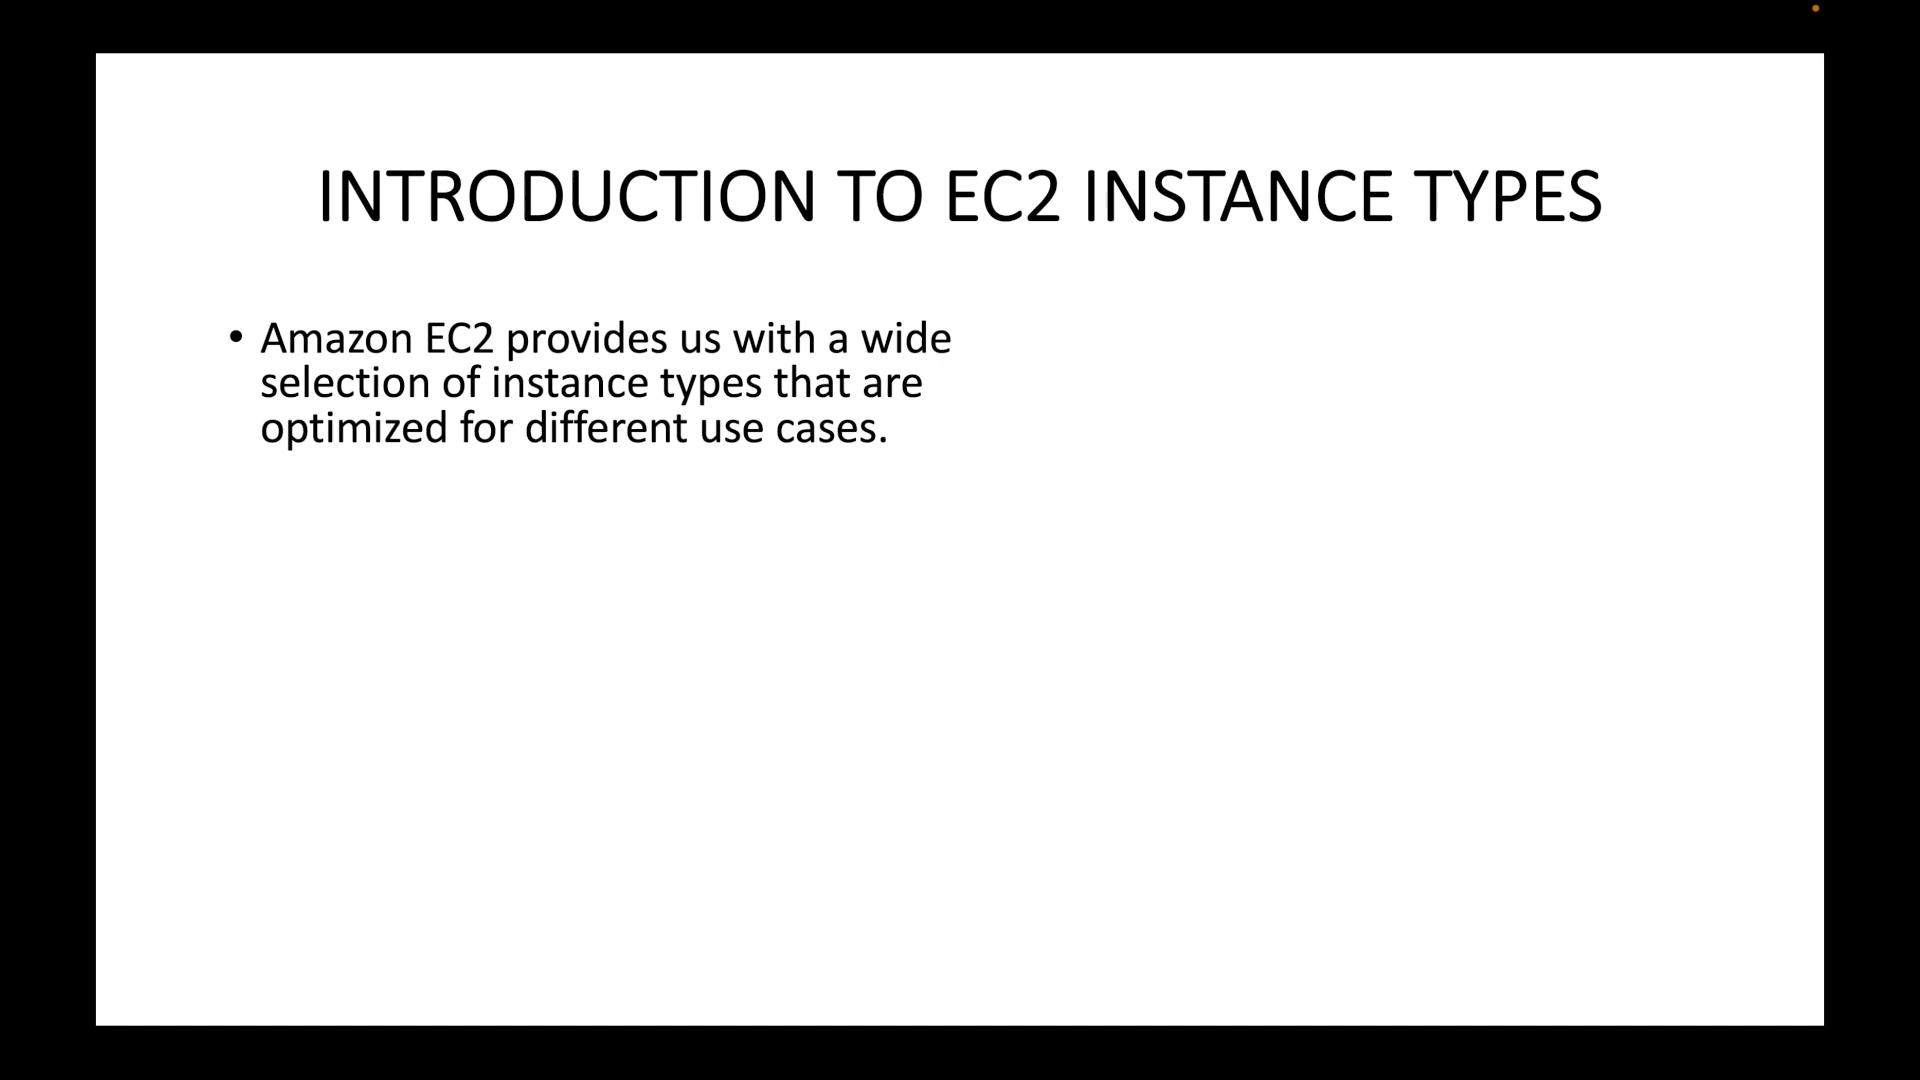 INTRODUCTION TO EC2 INSTANCE TYPES
• Amazon EC2 provides us with a wide
selection of instance types that are
optimized for different use cases.